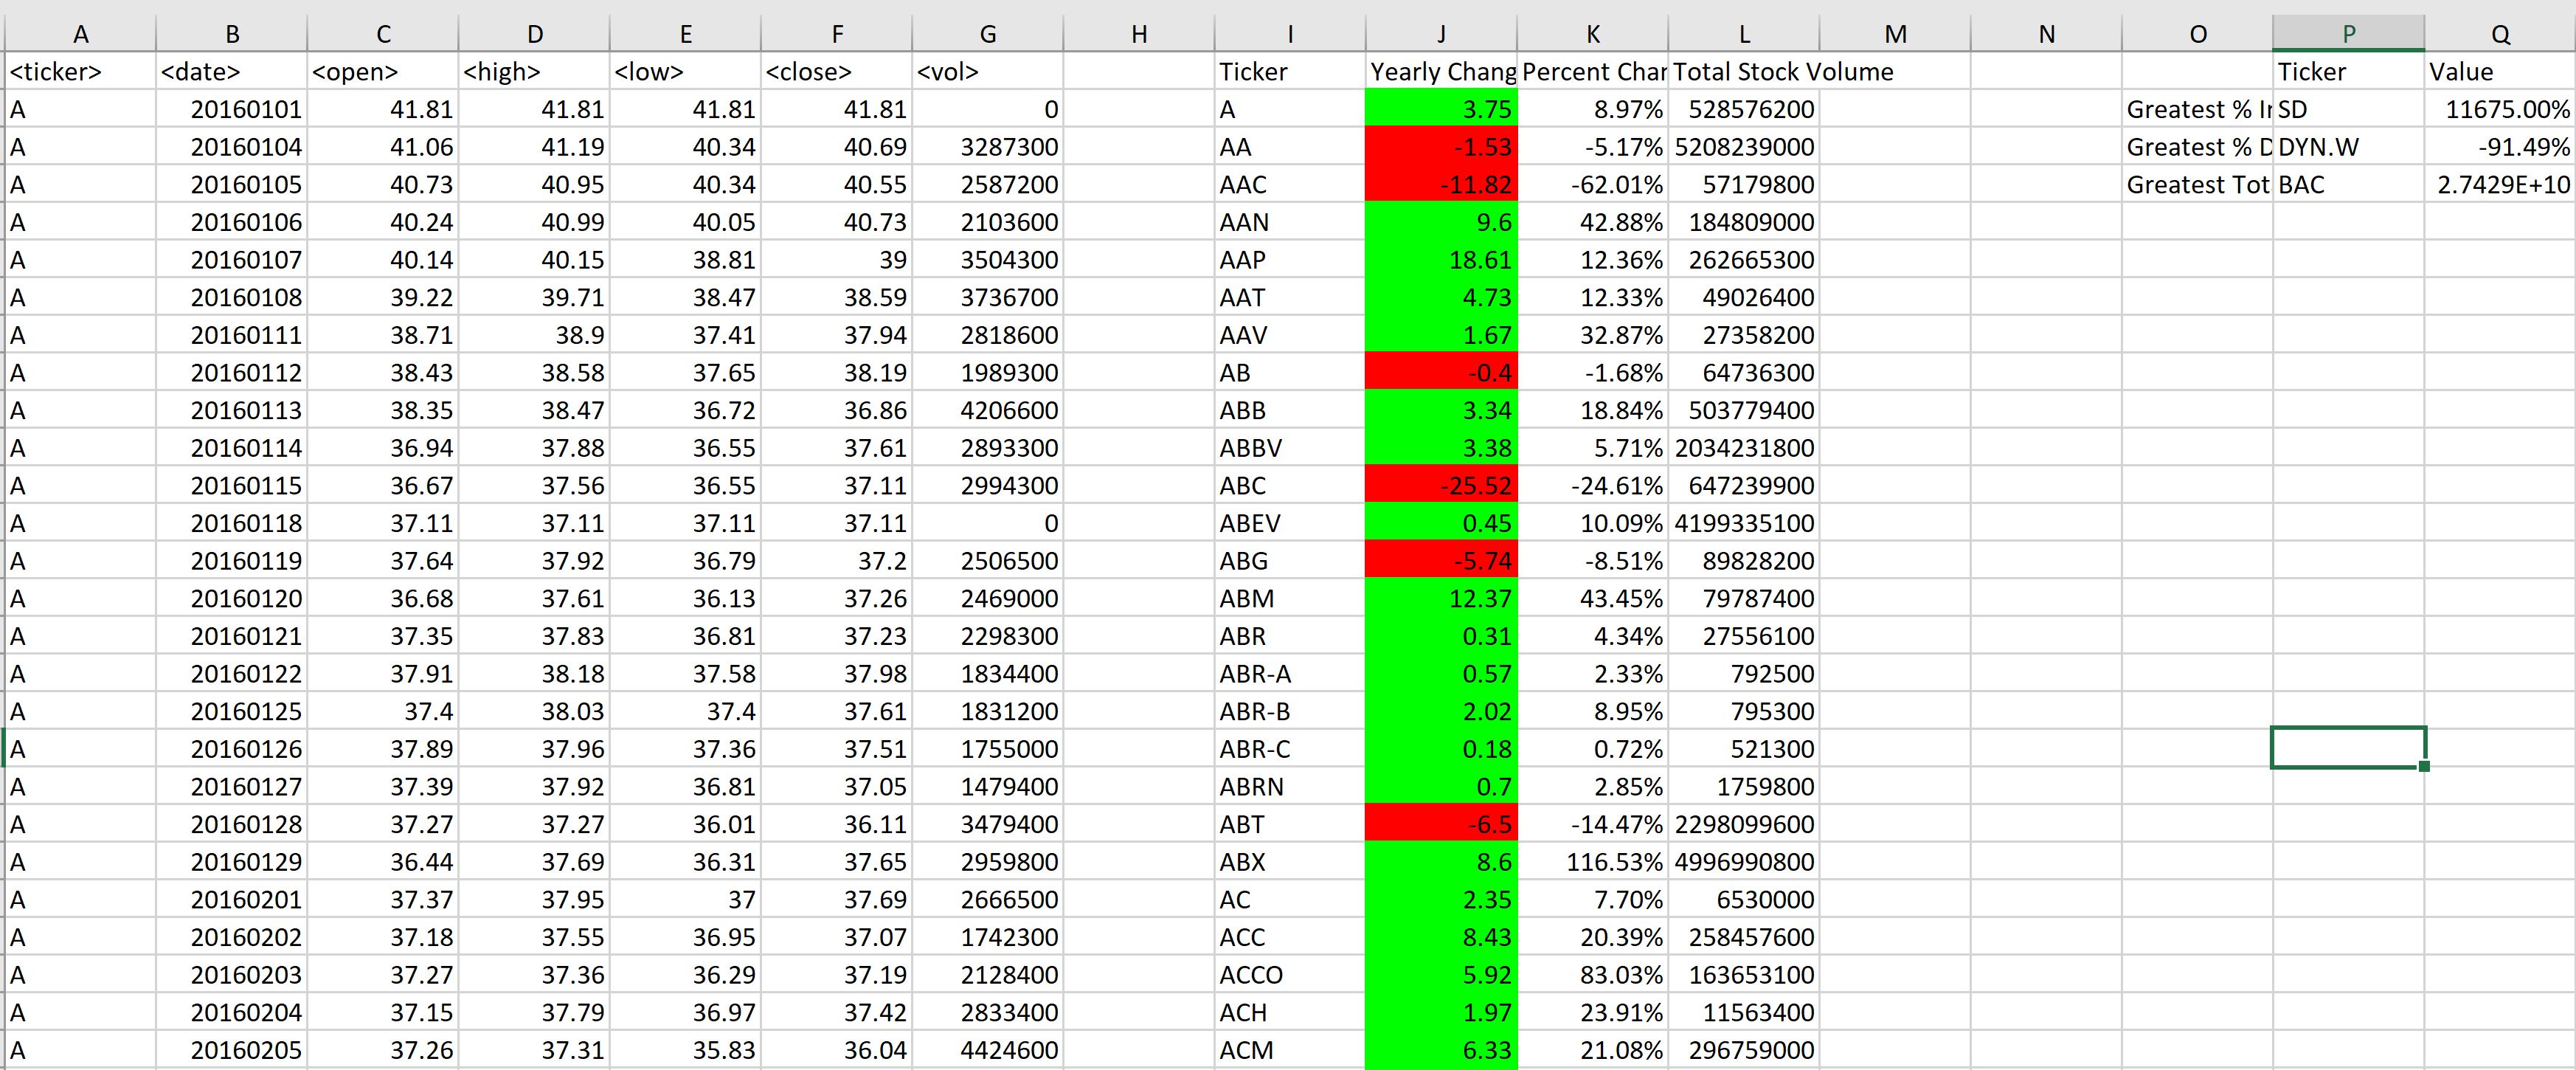 A B C D E F G H I J K L M N O P Q
<ticker> <date> <open> <high> <low> <close> <vol> Ticker Yearly Chang Percent Char Total Stock Volume Ticker Value
A 20160101 41.81 41.81 41.81 41.81 0 A 3.75 8.97% 528576200 Greatest % Ir SD 11675.00%
A 20160104 41.06 41.19 40.34 40.69 3287300 AA -1.53 -5.17% 5208239000 Greatest % D DYN.W -91.49%
A 20160105 40.73 40.95 40.34 40.55 2587200 AAC -11.82 -62.01% 57179800 Greatest Tot BAC 2.7429E+10
A 20160106 40.24 40.99 40.05 40.73 2103600 AAN 9.6 42.88% 184809000
A 20160107 40.14 40.15 38.81 39 3504300 AAP 18.61 12.36% 262665300
A 20160108 39.22 39.71 38.47 38.59 3736700 AAT 4.73 12.33% 49026400
A 20160111 38.71 38.9 37.41 37.94 2818600 AAV 1.67 32.87% 27358200
A 20160112 38.43 38.58 37.65 38.19 1989300 AB -0.4 -1.68% 64736300
A 20160113 38.35 38.47 36.72 36.86 4206600 ABB 3.34 18.84% 503779400
A 20160114 36.94 37.88 36.55 37.61 2893300 ABBV 3.38 5.71% 2034231800
A 20160115 36.67 37.56 36.55 37.11 2994300 ABC -25.52 -24.61% 647239900
A 20160118 37.11 37.11 37.11 37.11 0 ABEV 0.45 10.09% 4199335100
A 20160119 37.64 37.92 36.79 37.2 2506500 ABG -5.74 -8.51% 89828200
A 20160120 36.68 37.61 36.13 37.26 2469000 ABM 12.37 43.45% 79787400
A 20160121 37.35 37.83 36.81 37.23 2298300 ABR 0.31 4.34% 27556100
A 20160122 37.91 38.18 37.58 37.98 1834400 ABR-A 0.57 2.33% 792500
A 20160125 37.4 38.03 37.4 37.61 1831200 ABR-B 2.02 8.95% 795300
A 20160126 37.89 37.96 37.36 37.51 1755000 ABR-C 0.18 0.72% 521300
A 20160127 37.39 37.92 36.81 37.05 1479400 ABRN 0.7 2.85% 1759800
A 20160128 37.27 37.27 36.01 36.11 3479400 ABT -6.5 -14.47% 2298099600
A 20160129 36.44 37.69 36.31 37.65 2959800 ABX 8.6 116.53% 4996990800
A 20160201 37.37 37.95 37 37.69 2666500 AC 2.35 7.70% 6530000
A 20160202 37.18 37.55 36.95 37.07 1742300 ACC 8.43 20.39% 258457600
A 20160203 37.27 37.36 36.29 37.19 2128400 ACCO 5.92 83.03% 163653100
A 20160204 37.15 37.79 36.97 37.42 2833400 ACH 1.97 23.91% 11563400
A 20160205 37.26 37.31 35.83 36.04 4424600 ACM 6.33 21.08% 296759000